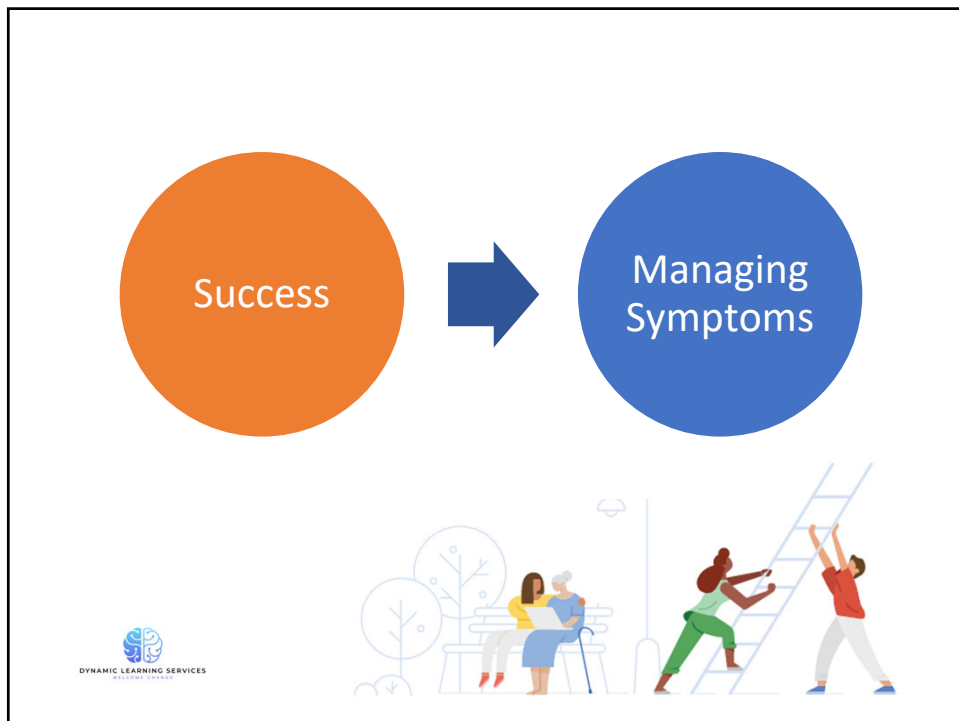 Success
Managing
Symptoms
DYNAMIC LEARNING SERVICES
WELCOME CHANGE